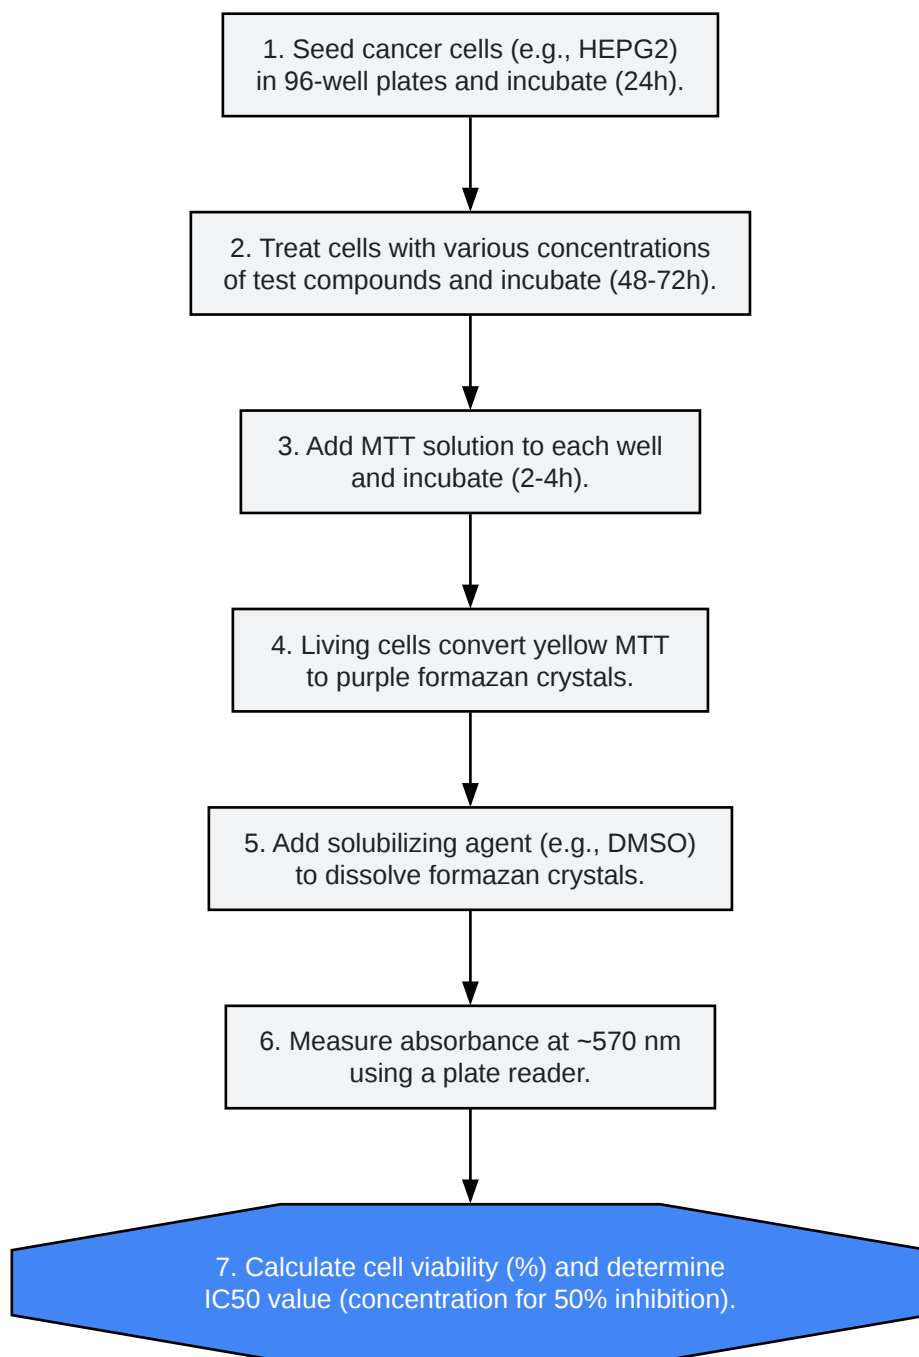 1. Seed cancer cells (e.g., HEPG2)
in 96-well plates and incubate (24h).
2. Treat cells with various concentrations
of test compounds and incubate (48-72h).
3. Add MTT solution to each well
and incubate (2-4h).
4. Living cells convert yellow MTT
to purple formazan crystals.
5. Add solubilizing agent (e.g., DMSO)
to dissolve formazan crystals.
6. Measure absorbance at ~570 nm
using a plate reader.
7. Calculate cell viability (%) and determine
IC50 value (concentration for 50% inhibition).